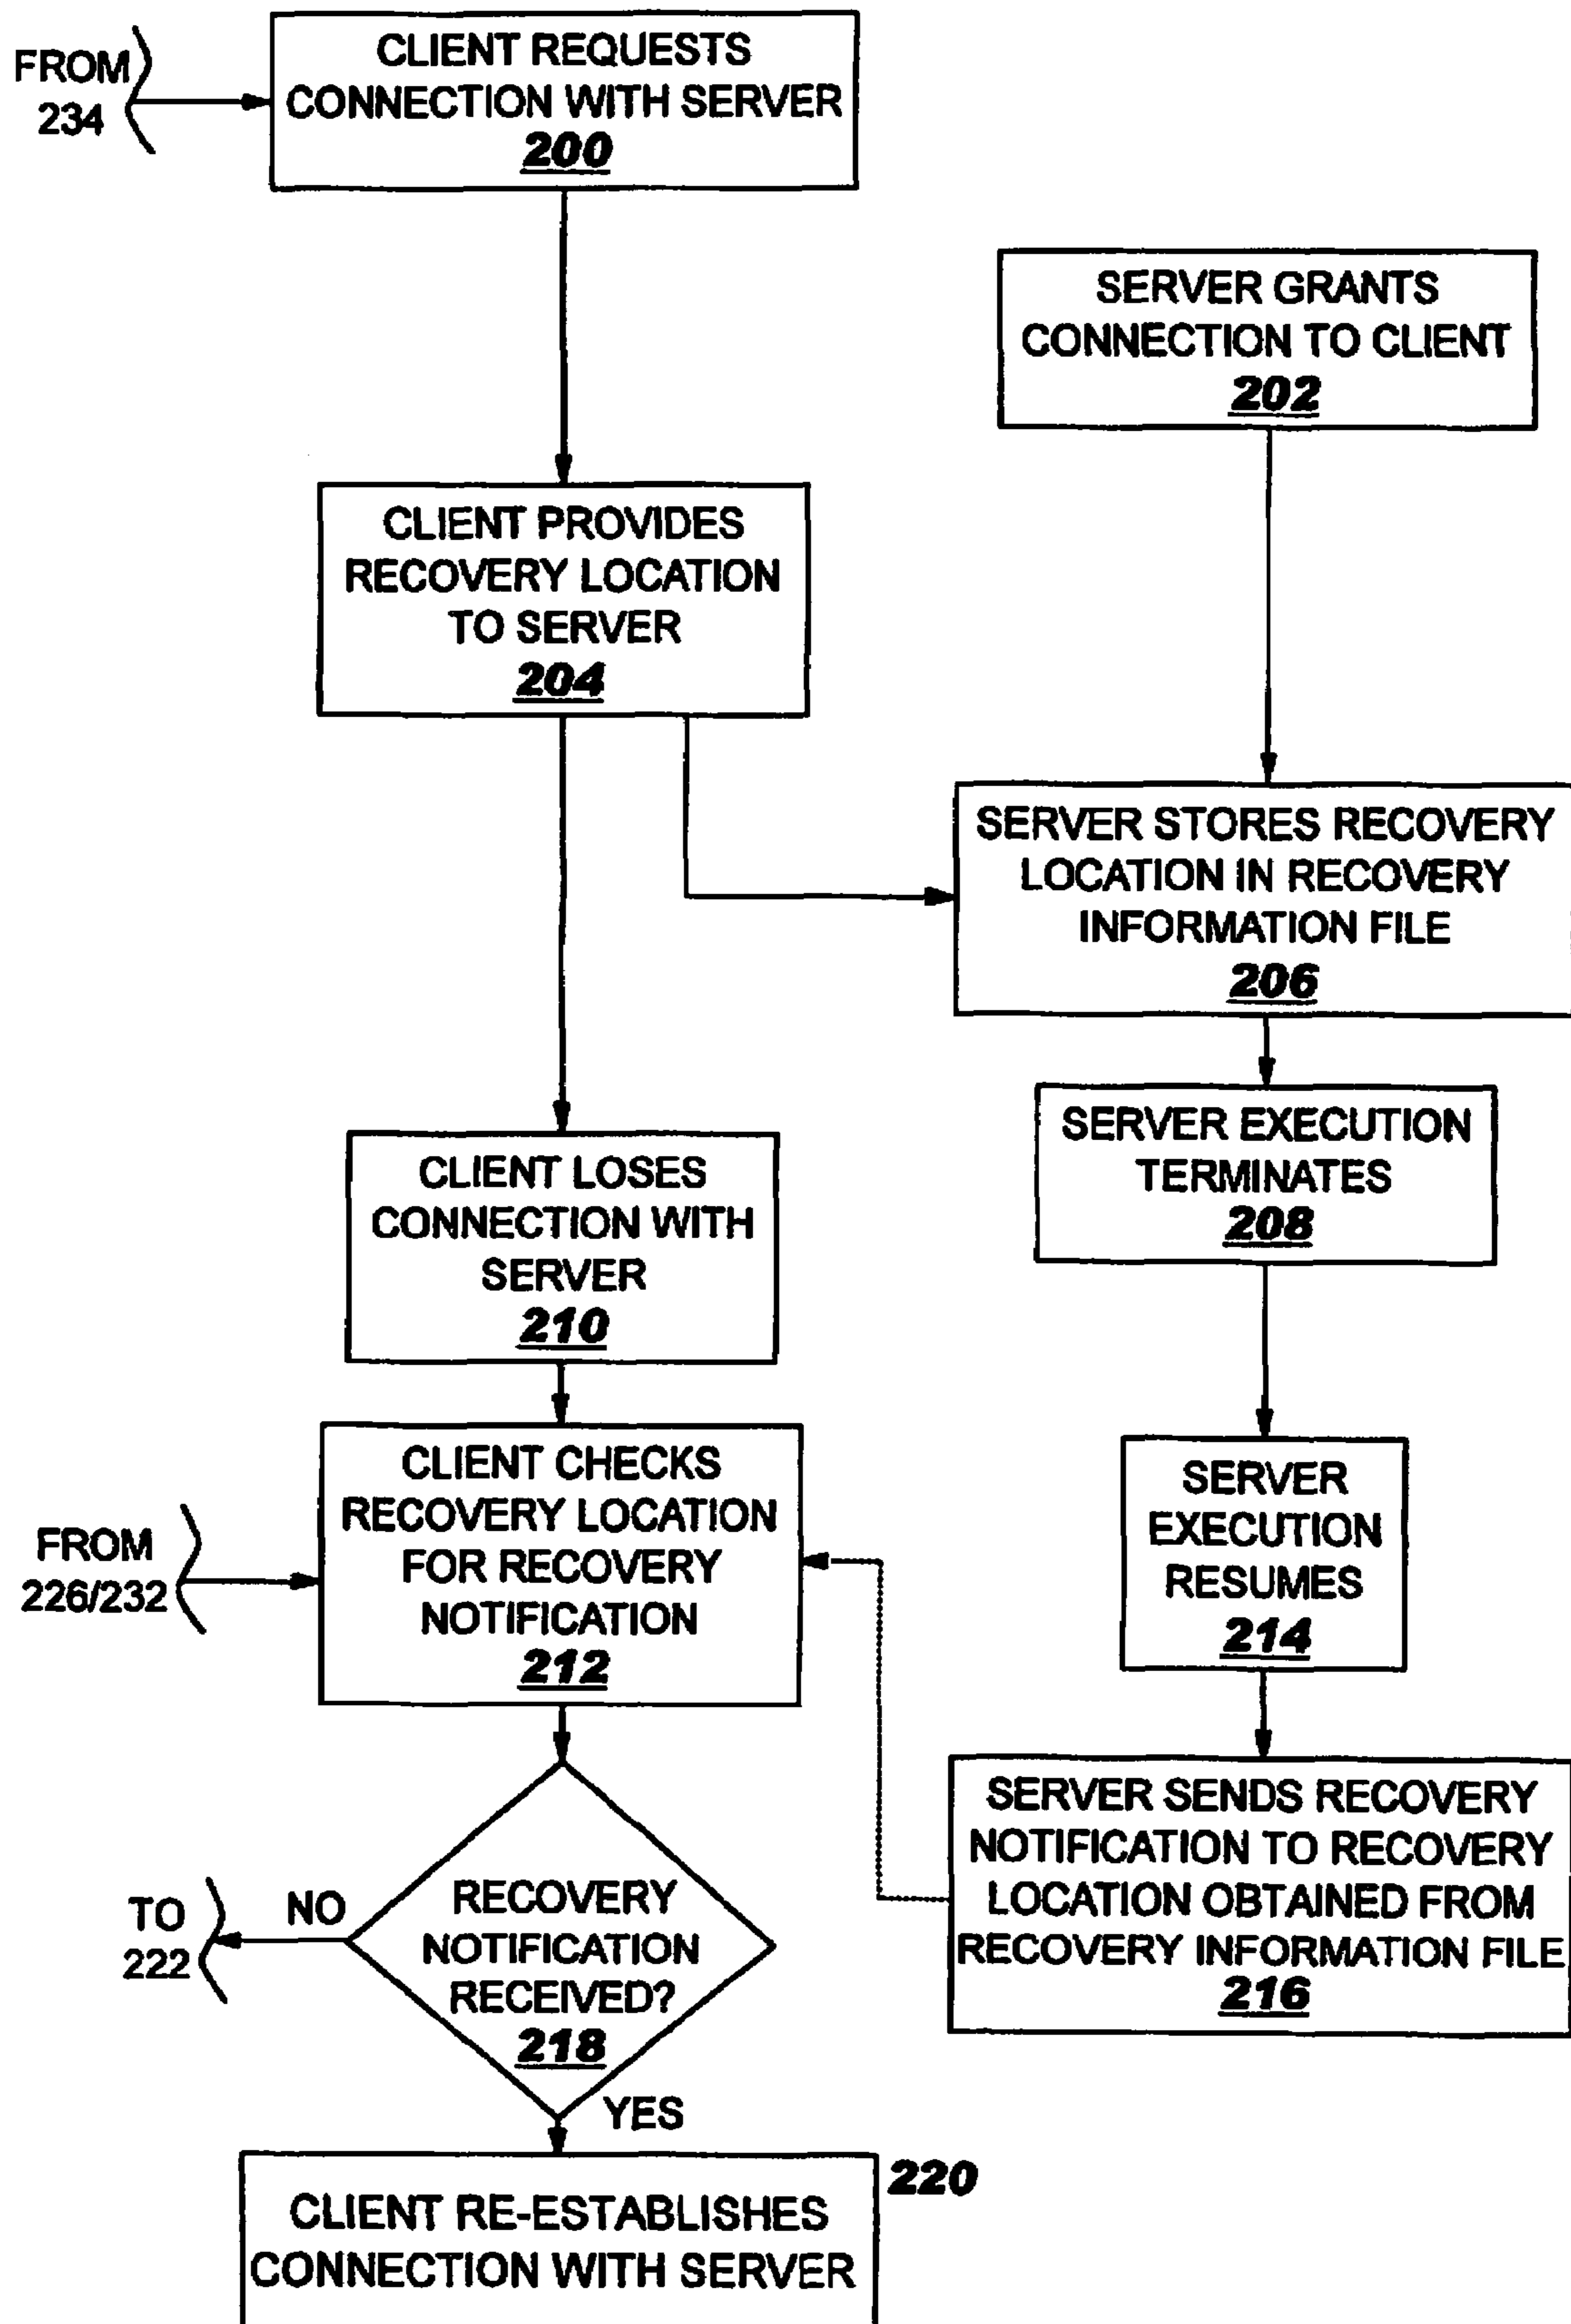 FROM
234
CLIENT REQUESTS
CONNECTION WITH SERVER
200
SERVER GRANTS
CONNECTION TO CLIENT
202
CLIENT PROVIDES
RECOVERY LOCATION
TO SERVER
204
SERVER STORES RECOVERY
LOCATION IN RECOVERY
INFORMATION FILE
206
SERVER EXECUTION
TERMINATES
208
CLIENT LOSES
CONNECTION WITH
SERVER
210
FROM
226/232
CLIENT CHECKS
RECOVERY LOCATION
FOR RECOVERY
NOTIFICATION
212
SERVER
EXECUTION
RESUMES
214
SERVER SENDS RECOVERY
NOTIFICATION TO RECOVERY
LOCATION OBTAINED FROM
RECOVERY INFORMATION FILE
216
TO
222
NO
RECOVERY
NOTIFICATION
RECEIVED?
218
YES
220
CLIENT RE-ESTABLISHES
CONNECTION WITH SERVER